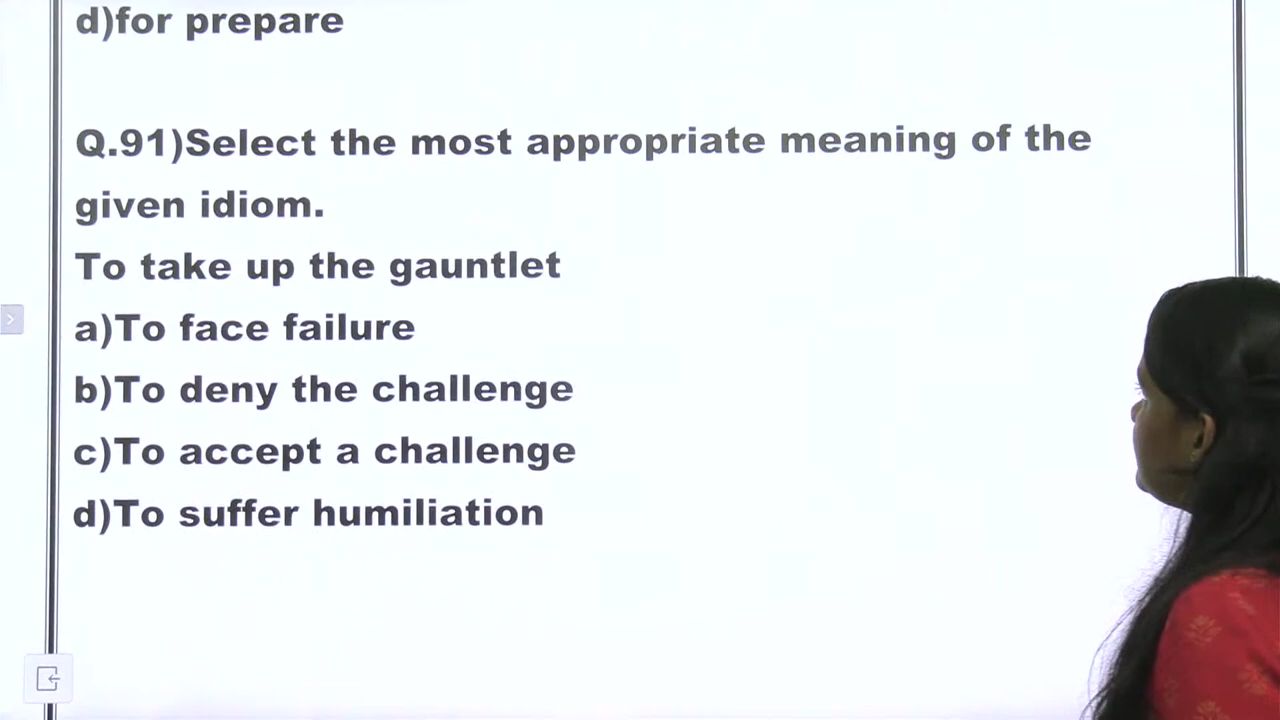 d)for prepare
Q.91)Select the most appropriate meaning of the
given idiom.
To take up the gauntlet
a)To face failure
b)To deny the challenge
c)To accept a challenge
d)To suffer humiliation